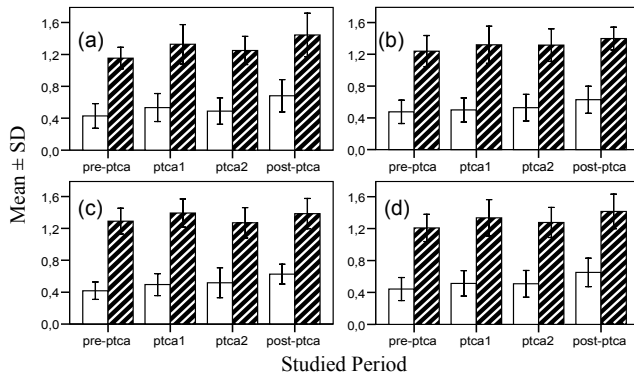 Mean ± SD
1,6
1,2
0,8
0,4
0,0
(a)
pre-ptca ptca1 ptca2 post-ptca
1,6
1,2
0,8
0,4
0,0
(b)
pre-ptca ptca1 ptca2 post-ptca
1,6
1,2
0,8
0,4
0,0
(c)
pre-ptca ptca1 ptca2 post-ptca
1,6
1,2
0,8
0,4
0,0
(d)
pre-ptca ptca1 ptca2 post-ptca
Studied Period